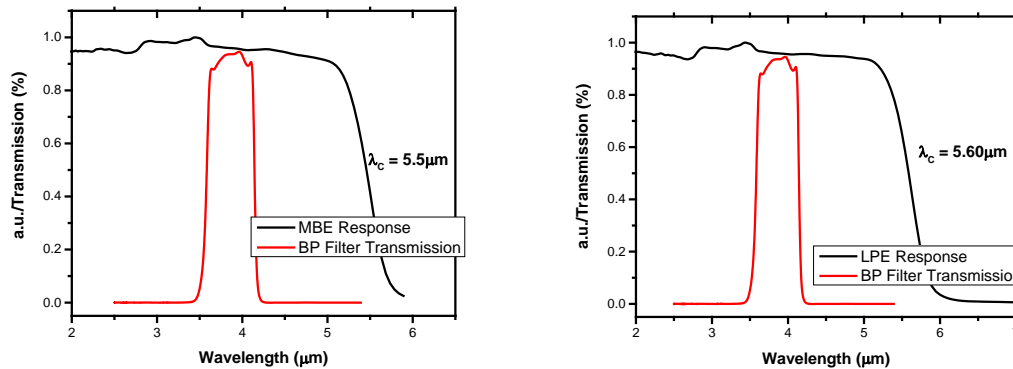 a.u./Transmission (%)
1.0
0.8
0.6
0.4
0.2
0.0
λC = 5.5μm
MBE Response
BP Filter Transmission
2 3 4 5 6
Wavelength (μm)
a.u./Transmission (%)
1.0
0.8
0.6
0.4
0.2
0.0
λC = 5.60μm
LPE Response
BP Filter Transmission
2 3 4 5 6 7
Wavelength (μm)